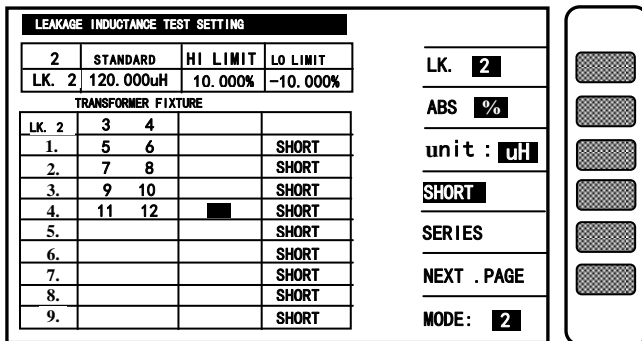 LEAKAGE INDUCTANCE TEST SETTING
2 STANDARD HI LIMIT LO LIMIT
LK. 2 120.000uH 10.000% -10.000%
TRANSFORMER FIXTURE
LK. 2 3 4
1. 5 6 SHORT
2. 7 8 SHORT
3. 9 10 SHORT
4. 11 12 SHORT
5. SHORT
6. SHORT
7. SHORT
8. SHORT
9. SHORT
LK. 2
ABS %
unit : uH
SHORT
SERIES
NEXT .PAGE
MODE: 2